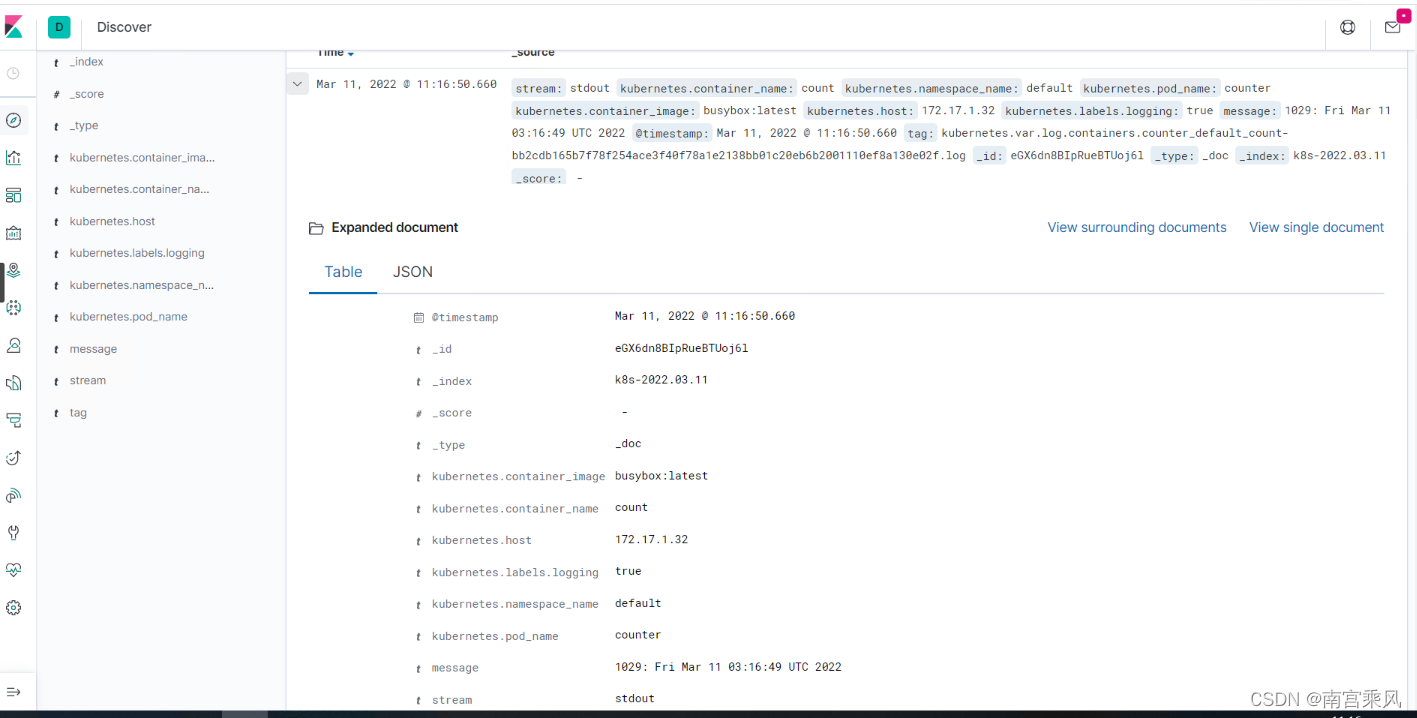 D Discover
_index
_score
_type
kubernetes.container_ima...
kubernetes.container_na...
kubernetes.host
kubernetes.labels.logging
kubernetes.namespace_n...
kubernetes.pod_name
message
stream
tag
Time _source
Mar 11, 2022 @ 11:16:50.660 stream: stdout kubernetes.container_name: count kubernetes.namespace_name: default kubernetes.pod_name: counter
kubernetes.container_image: busybox:latest kubernetes.host: 172.17.1.32 kubernetes.labels.logging: true message: 1029: Fri Mar 11
03:16:49 UTC 2022 @timestamp: Mar 11, 2022 @ 11:16:50.660 tag: kubernetes.var.log.containers.counter_default_count-
bb2cdb165b7f78f254ace3f40f78a1e2138bb01c20eb6b2001110ef8a130e02f.log _id: eGX6dn8BIpRueBTUoj6l _type: _doc _index: k8s-2022.03.11
_score: -
Expanded document View surrounding documents View single document
Table JSON
@timestamp Mar 11, 2022 @ 11:16:50.660
t _id eGX6dn8BIpRueBTUoj6l
t _index k8s-2022.03.11
# _score -
t _type _doc
t kubernetes.container_image busybox:latest
t kubernetes.container_name count
t kubernetes.host 172.17.1.32
t kubernetes.labels.logging true
t kubernetes.namespace_name default
t kubernetes.pod_name counter
t message 1029: Fri Mar 11 03:16:49 UTC 2022
t stream stdout
CSDN @南宫乘风